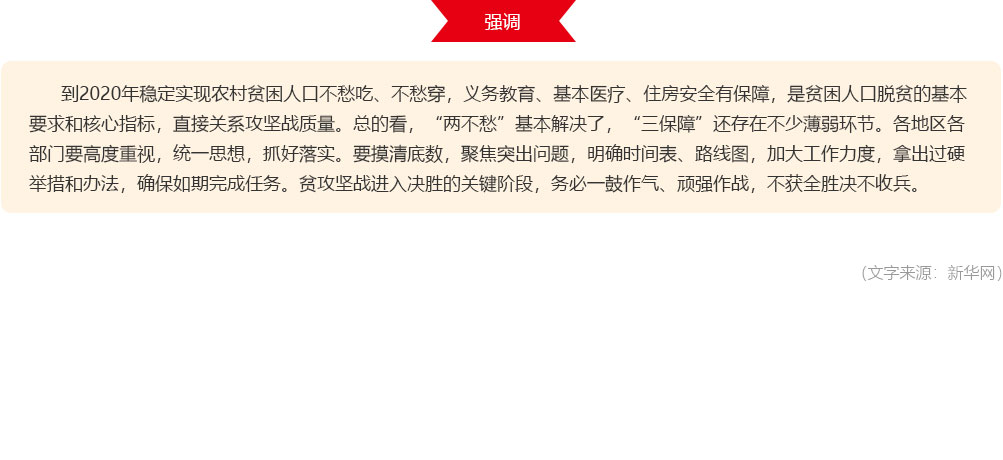 强调
到2020年稳定实现农村贫困人口不愁吃、不愁穿，义务教育、基本医疗、住房安全有保障，是贫困人口脱贫的基本
要求和核心指标，直接关系攻坚战质量。总的看，“两不愁”基本解决了，“三保障”还存在不少薄弱环节。各地区各
部门要高度重视，统一思想，抓好落实。要摸清底数，聚焦突出问题，明确时间表、路线图，加大工作力度，拿出过硬
举措和办法，确保如期完成任务。贫攻坚战进入决胜的关键阶段，务必一鼓作气、顽强作战，不获全胜决不收兵。
（文字来源：新华网）